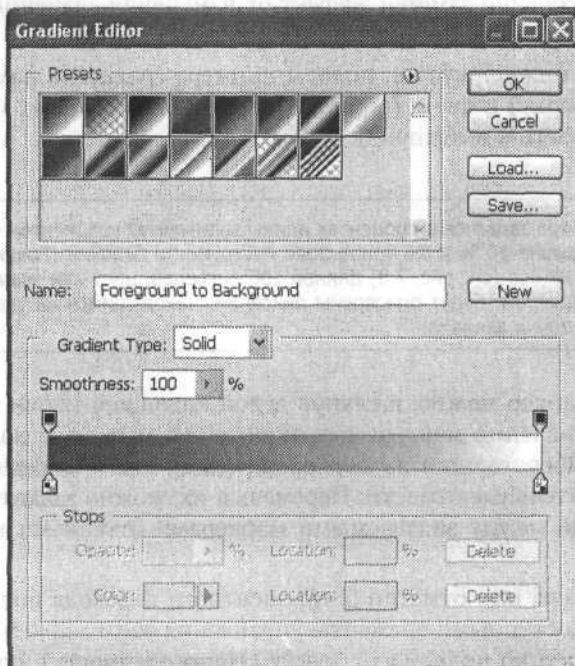 Gradient Editor
Presets
OK
Cancel
Load...
Save...
Name: Foreground to Background
New
Gradient Type: Solid
Smoothness: 100 %
Stops
Opacity: % Location: % Delete
Color: Location: % Delete